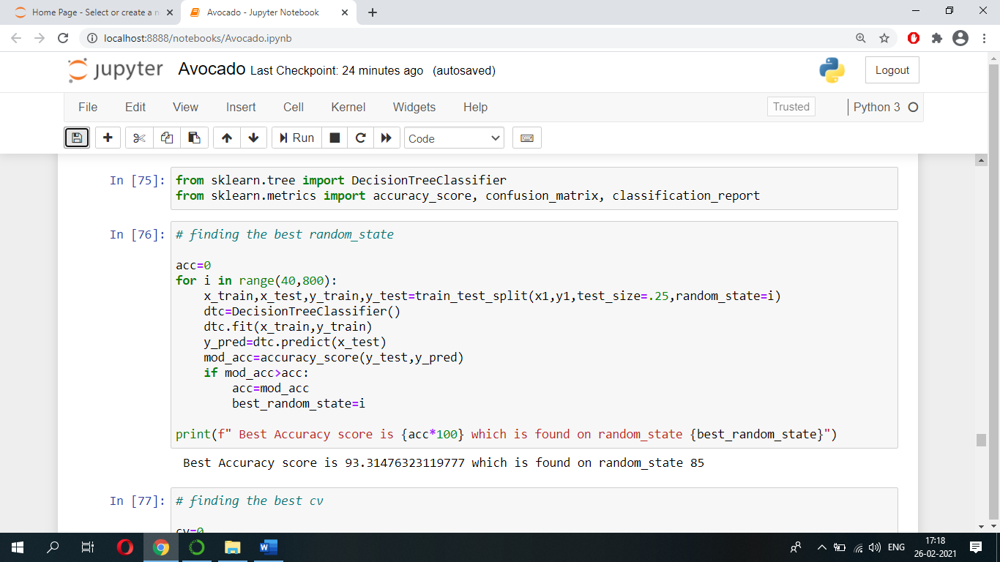 Home Page - Select or create a n
Avocado - Jupyter Notebook
localhost:8888/notebooks/Avocado.ipynb
jupyter Avocado Last Checkpoint: 24 minutes ago (autosaved)
Logout
File Edit View Insert Cell Kernel Widgets Help
Trusted
Python 3
Run
Code
In [75]: from sklearn.tree import DecisionTreeClassifier
from sklearn.metrics import accuracy_score, confusion_matrix, classification_report
In [76]: # finding the best random_state
acc=0
for i in range(40,800):
    x_train,x_test,y_train,y_test=train_test_split(x1,y1,test_size=.25,random_state=i)
    dtc=DecisionTreeClassifier()
    dtc.fit(x_train,y_train)
    y_pred=dtc.predict(x_test)
    mod_acc=accuracy_score(y_test,y_pred)
    if mod_acc>acc:
        acc=mod_acc
        best_random_state=i
print(f" Best Accuracy score is {acc*100} which is found on random_state {best_random_state}")
Best Accuracy score is 93.31476323119777 which is found on random_state 85
In [77]: # finding the best cv
cv=0
ENG
17:18
26-02-2021